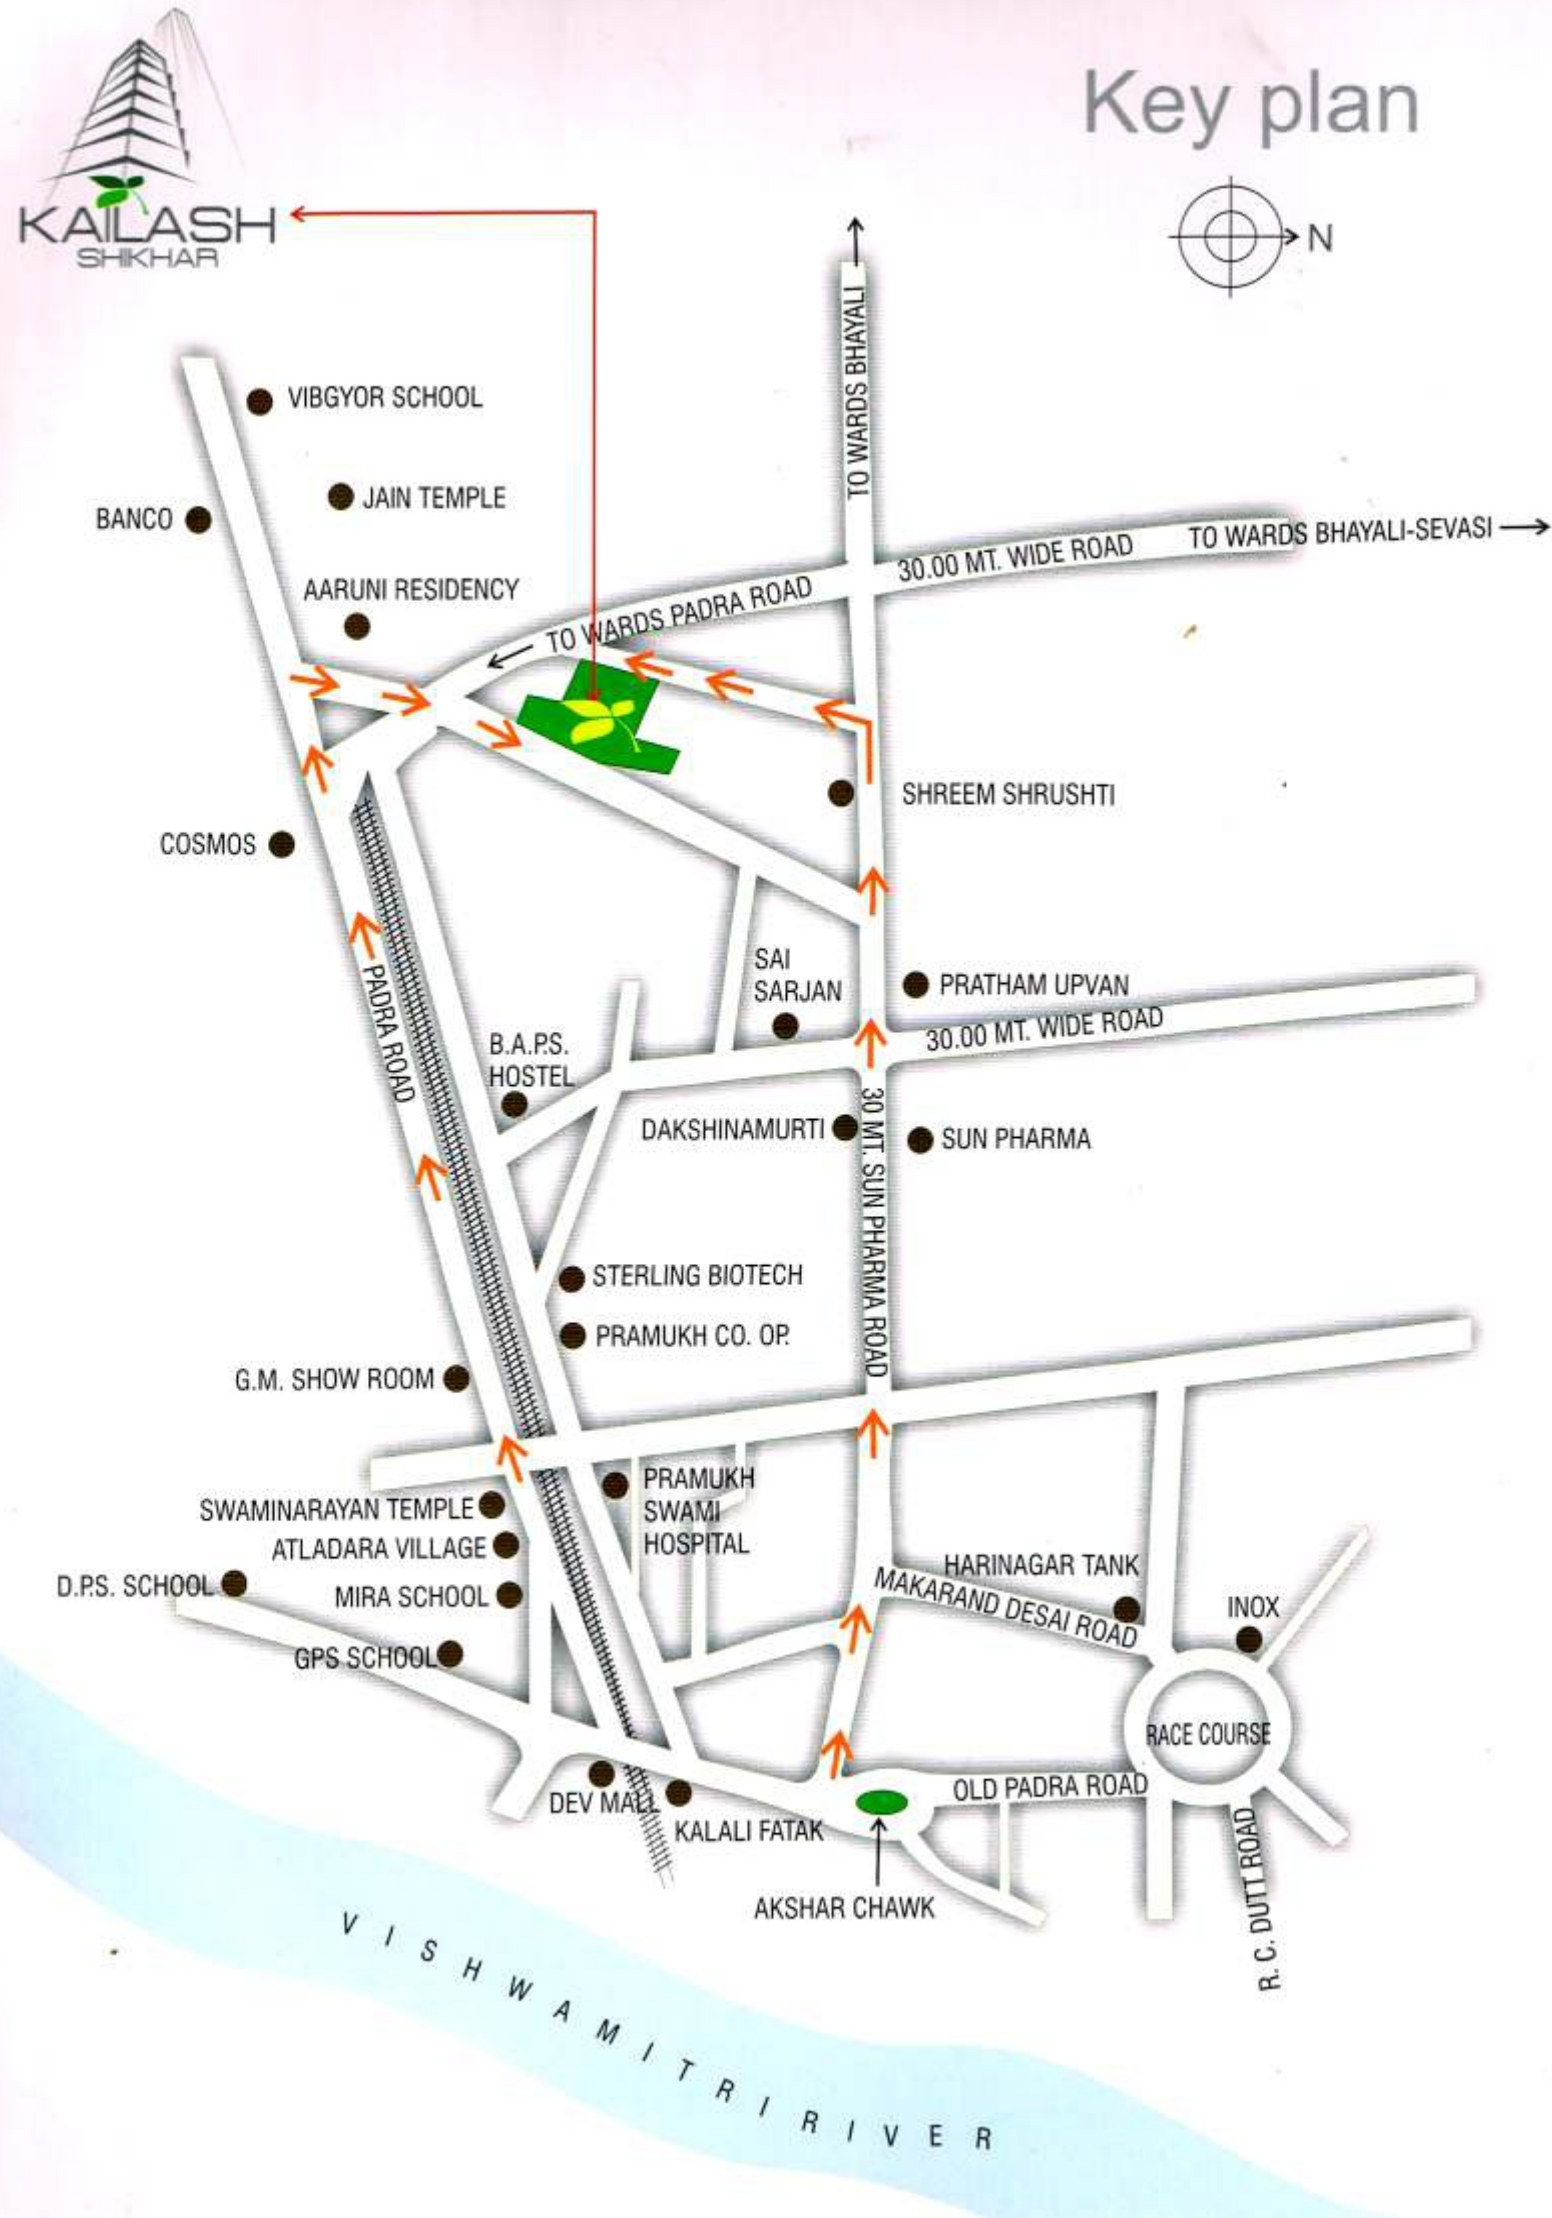 Key plan
KAILASH
SHIKHAR
N
TO WARDS BHAYALI
VIBGYOR SCHOOL
JAIN TEMPLE
BANCO
TO WARDS BHAYALI-SEVASI
30.00 MT. WIDE ROAD
AARUNI RESIDENCY
TO WARDS PADRA ROAD
SHREEM SHRUSHTI
COSMOS
SAI
SARJAN
PRATHAM UPVAN
30.00 MT. WIDE ROAD
PADRA ROAD
B.A.P.S.
HOSTEL
DAKSHINAMURTI
SUN PHARMA
30 MT. SUN PHARMA ROAD
STERLING BIOTECH
PRAMUKH CO. OP.
G.M. SHOW ROOM
PRAMUKH
SWAMI
HOSPITAL
SWAMINARAYAN TEMPLE
ATLADARA VILLAGE
HARINAGAR TANK
D.P.S. SCHOOL
MIRA SCHOOL
MAKARAND DESAI ROAD
INOX
GPS SCHOOL
RACE COURSE
OLD PADRA ROAD
DEV MALL
KALALI FATAK
R. C. DUTT ROAD
AKSHAR CHAWK
VISHWAMITRI RIVER